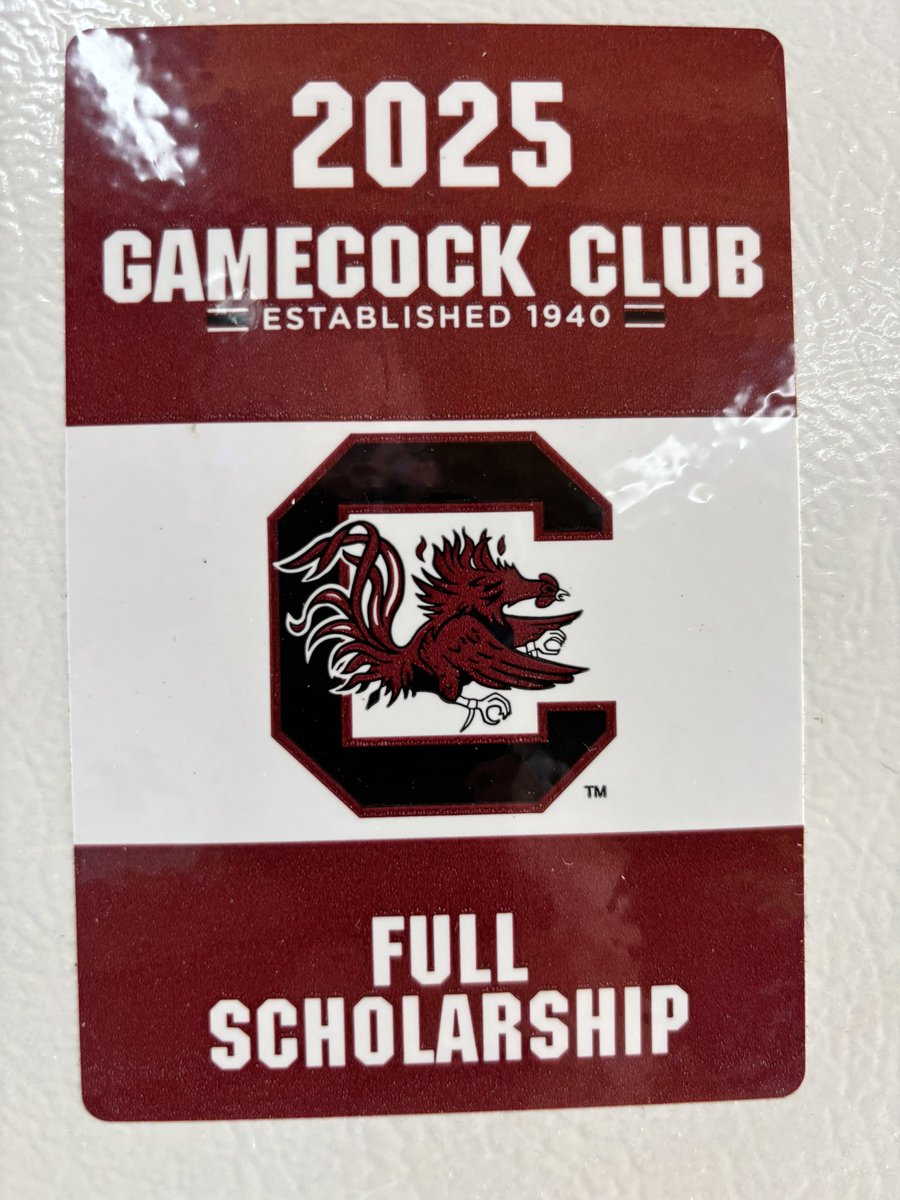 2025
GAMECOCK CLUB
ESTABLISHED 1940
C
TM
FULL
SCHOLARSHIP